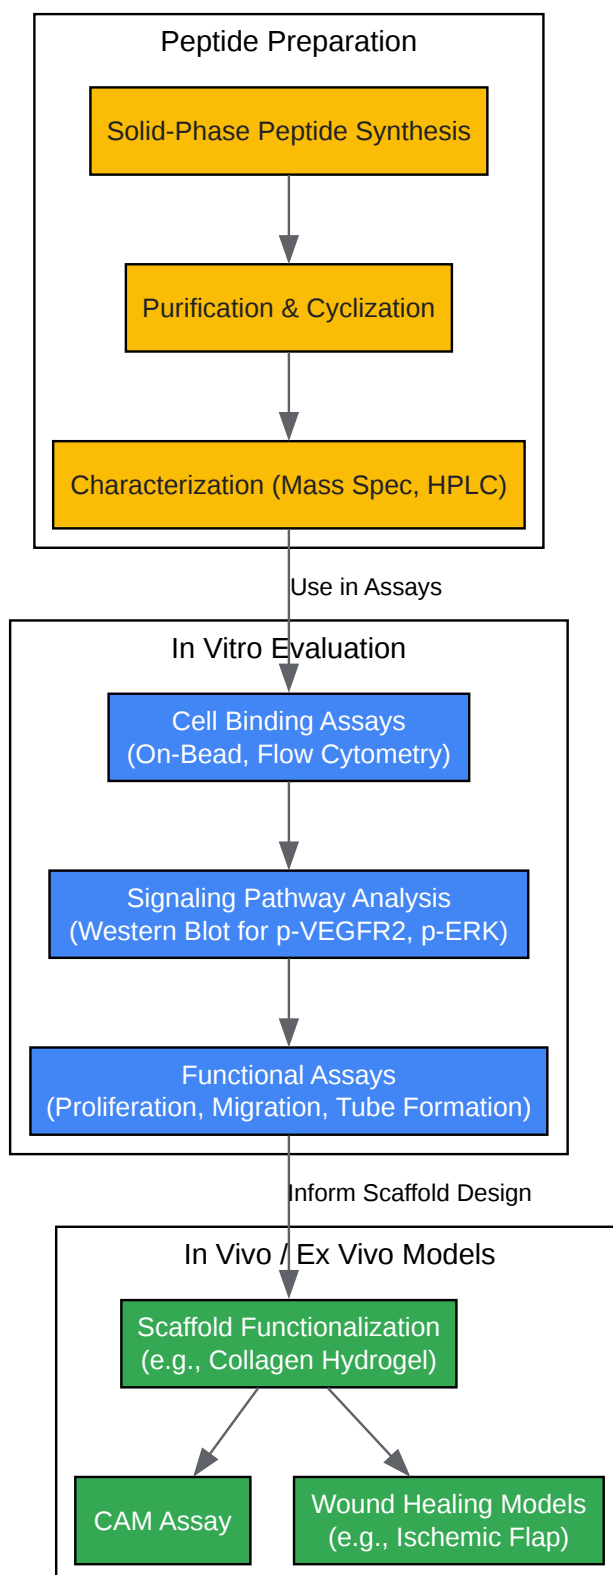 Peptide Preparation
Solid-Phase Peptide Synthesis
Purification & Cyclization
Characterization (Mass Spec, HPLC)
Use in Assays
In Vitro Evaluation
Cell Binding Assays
(On-Bead, Flow Cytometry)
Signaling Pathway Analysis
(Western Blot for p-VEGFR2, p-ERK)
Functional Assays
(Proliferation, Migration, Tube Formation)
Inform Scaffold Design
In Vivo / Ex Vivo Models
Scaffold Functionalization
(e.g., Collagen Hydrogel)
CAM Assay
Wound Healing Models
(e.g., Ischemic Flap)